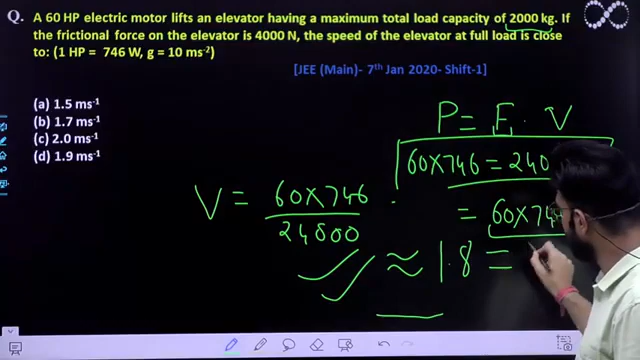 Q. A 60 HP electric motor lifts an elevator having a maximum total load capacity of 2000 kg. If
the frictional force on the elevator is 4000 N, the speed of the elevator at full load is close
to: (1 HP = 746 W, g = 10 ms⁻²)
[JEE (Main)- 7th Jan 2020- Shift-1]
(a) 1.5 ms⁻¹
(b) 1.7 ms⁻¹
(c) 2.0 ms⁻¹
(d) 1.9 ms⁻¹
P = F · V
60×746 = 240
V = 60×746
24000
= 60×74
≈ 1.8 =